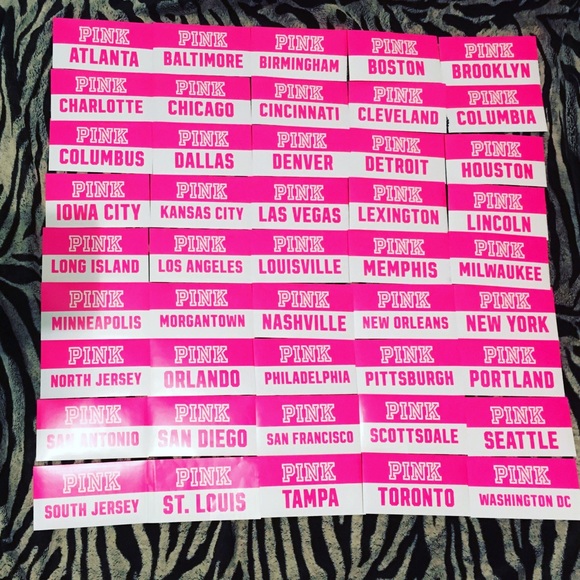 PINK PINK PINK PINK PINK
ATLANTA BALTIMORE BIRMINGHAM BOSTON BROOKLYN
PINK PINK PINK PINK PINK
CHARLOTTE CHICAGO CINCINNATI CLEVELAND COLUMBIA
PINK PINK PINK PINK PINK
COLUMBUS DALLAS DENVER DETROIT HOUSTON
PINK PINK PINK PINK PINK
IOWA CITY KANSAS CITY LAS VEGAS LEXINGTON LINCOLN
PINK PINK PINK PINK PINK
LONG ISLAND LOS ANGELES LOUISVILLE MEMPHIS MILWAUKEE
PINK PINK PINK PINK PINK
MINNEAPOLIS MORGANTOWN NASHVILLE NEW ORLEANS NEW YORK
PINK PINK PINK PINK PINK
NORTH JERSEY ORLANDO PHILADELPHIA PITTSBURGH PORTLAND
PINK PINK PINK PINK PINK
SAN ANTONIO SAN DIEGO SAN FRANCISCO SCOTTSDALE SEATTLE
PINK PINK PINK PINK PINK
SOUTH JERSEY ST. LOUIS TAMPA TORONTO WASHINGTON DC